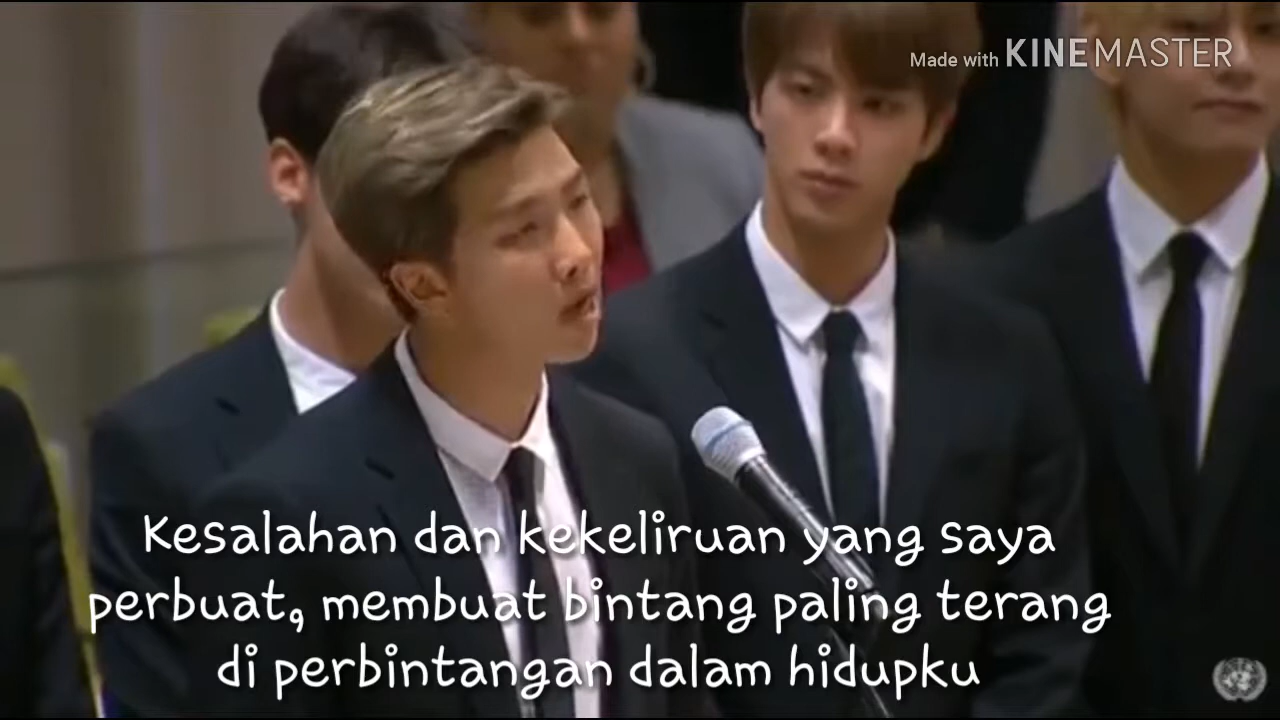 Made with KINEMASTER
Kesalahan dan kekeliruan yang saya
perbuat, membuat bintang paling terang
di perbintangan dalam hidupku